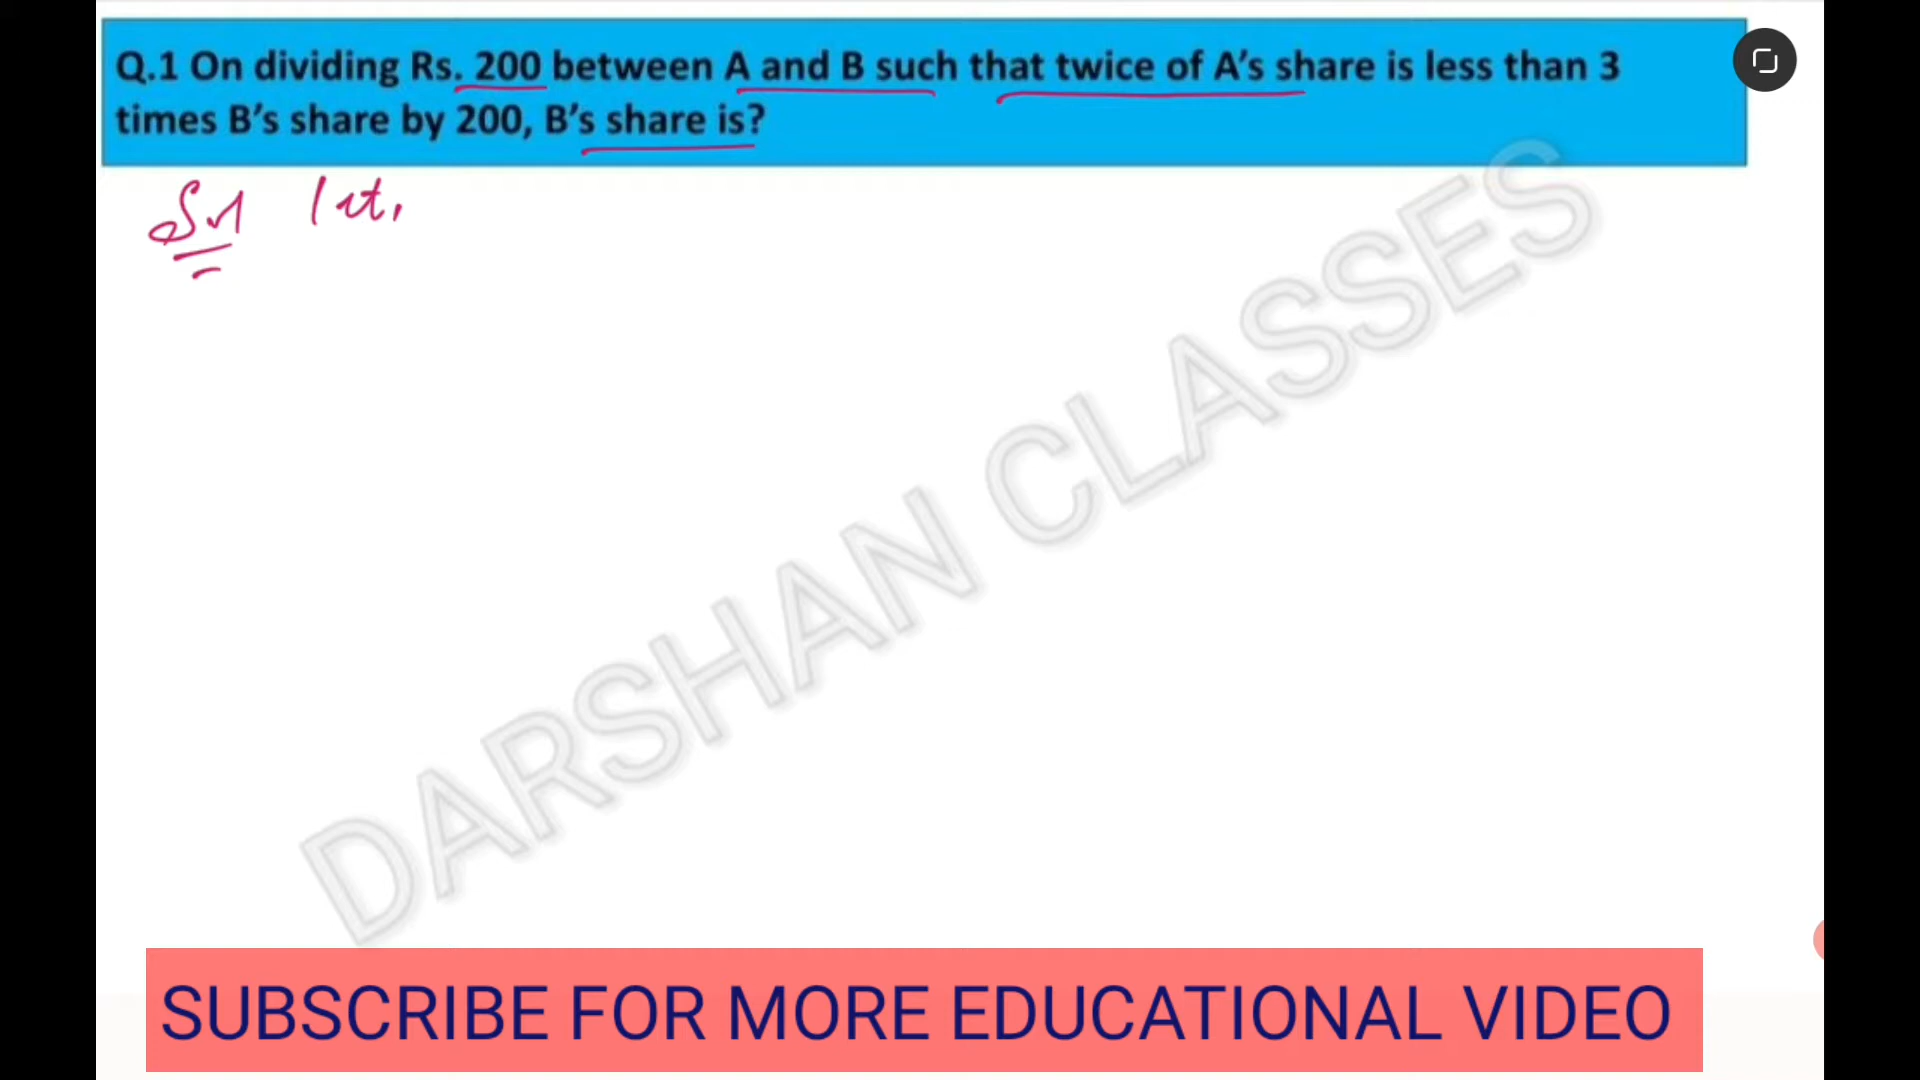 Q.1 On dividing Rs. 200 between A and B such that twice of A’s share is less than 3
times B’s share by 200, B’s share is?
Sol let,
DARSHAN CLASSES
SUBSCRIBE FOR MORE EDUCATIONAL VIDEO